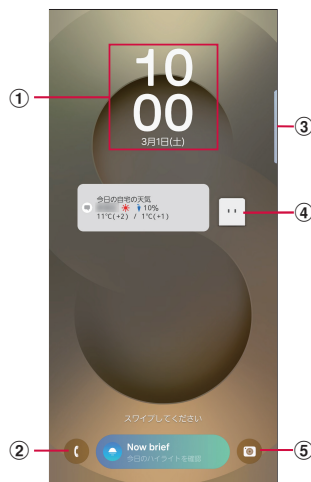 10
00
3月1日(土)
今日の自宅の天気
10%
11℃(+2) / 1℃(+1)
スワイプしてください
Now brief
今日のハイライトを確認
①
②
③
④
⑤